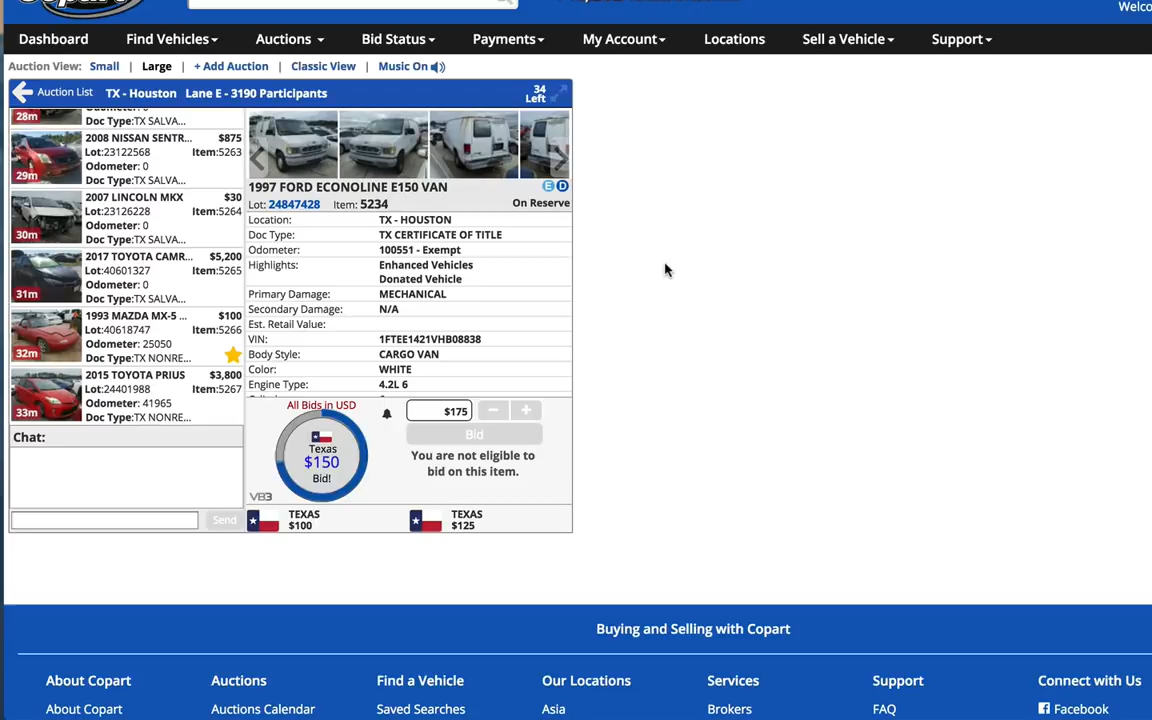 Copart
Welco
Dashboard Find Vehicles Auctions Bid Status Payments My Account Locations Sell a Vehicle Support
Auction View: Small | Large | + Add Auction | Classic View | Music On
Auction List TX - Houston Lane E - 3190 Participants 34 Left
28m
Odometer: 0
Doc Type:TX SALVA...
2008 NISSAN SENTR... $875
Lot:23122568 Item:5263
Odometer: 0
29m
Doc Type:TX SALVA...
2007 LINCOLN MKX $30
Lot:23126228 Item:5264
Odometer: 0
30m
Doc Type:TX SALVA...
2017 TOYOTA CAMR... $5,200
Lot:40601327 Item:5265
Odometer: 0
31m
Doc Type:TX SALVA...
1993 MAZDA MX-5 ... $100
Lot:40618747 Item:5266
Odometer: 25050
32m
Doc Type:TX NONRE...
2015 TOYOTA PRIUS $3,800
Lot:24401988 Item:5267
Odometer: 41965
33m
Doc Type:TX NONRE...
Chat:
Send
1997 FORD ECONOLINE E150 VAN E D
Lot: 24847428 Item: 5234 On Reserve
Location: TX - HOUSTON
Doc Type: TX CERTIFICATE OF TITLE
Odometer: 100551 - Exempt
Highlights: Enhanced Vehicles
Donated Vehicle
Primary Damage: MECHANICAL
Secondary Damage: N/A
Est. Retail Value:
VIN: 1FTEE1421VHB08838
Body Style: CARGO VAN
Color: WHITE
Engine Type: 4.2L 6
All Bids in USD
Texas
$150
Bid!
VB3
$175 − +
Bid
You are not eligible to
bid on this item.
TEXAS
$100
TEXAS
$125
Buying and Selling with Copart
About Copart Auctions Find a Vehicle Our Locations Services Support Connect with Us
About Copart Auctions Calendar Saved Searches Asia Brokers FAQ Facebook